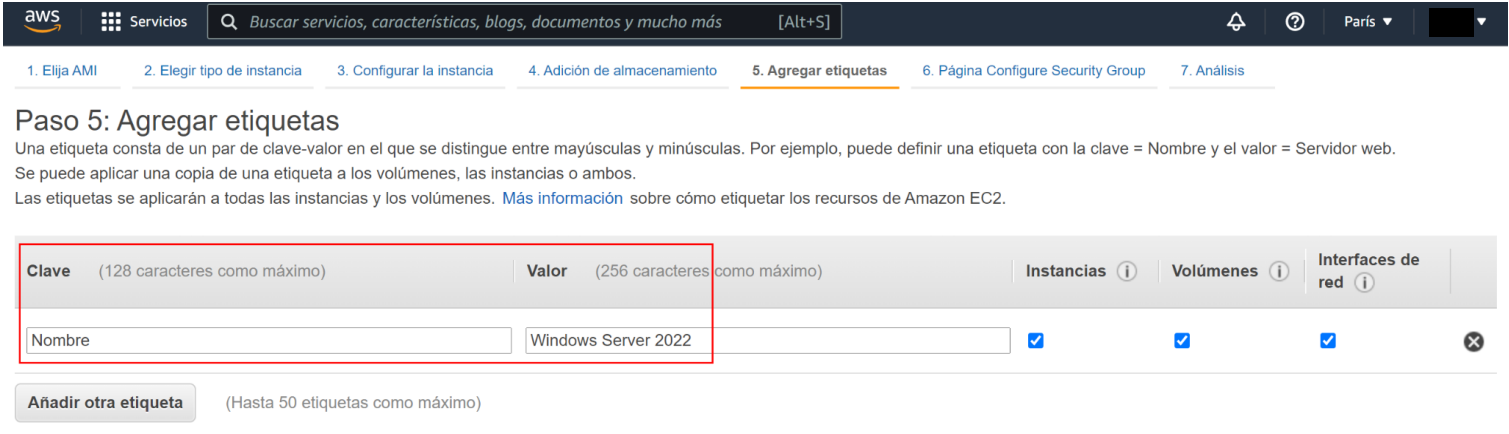 aws Servicios Buscar servicios, características, blogs, documentos y mucho más [Alt+S] París
1. Elija AMI 2. Elegir tipo de instancia 3. Configurar la instancia 4. Adición de almacenamiento 5. Agregar etiquetas 6. Página Configure Security Group 7. Análisis
Paso 5: Agregar etiquetas
Una etiqueta consta de un par de clave-valor en el que se distingue entre mayúsculas y minúsculas. Por ejemplo, puede definir una etiqueta con la clave = Nombre y el valor = Servidor web.
Se puede aplicar una copia de una etiqueta a los volúmenes, las instancias o ambos.
Las etiquetas se aplicarán a todas las instancias y los volúmenes. Más información sobre cómo etiquetar los recursos de Amazon EC2.
Clave (128 caracteres como máximo) Valor (256 caracteres como máximo) Instancias Volúmenes Interfaces de
red
Nombre Windows Server 2022
Añadir otra etiqueta (Hasta 50 etiquetas como máximo)